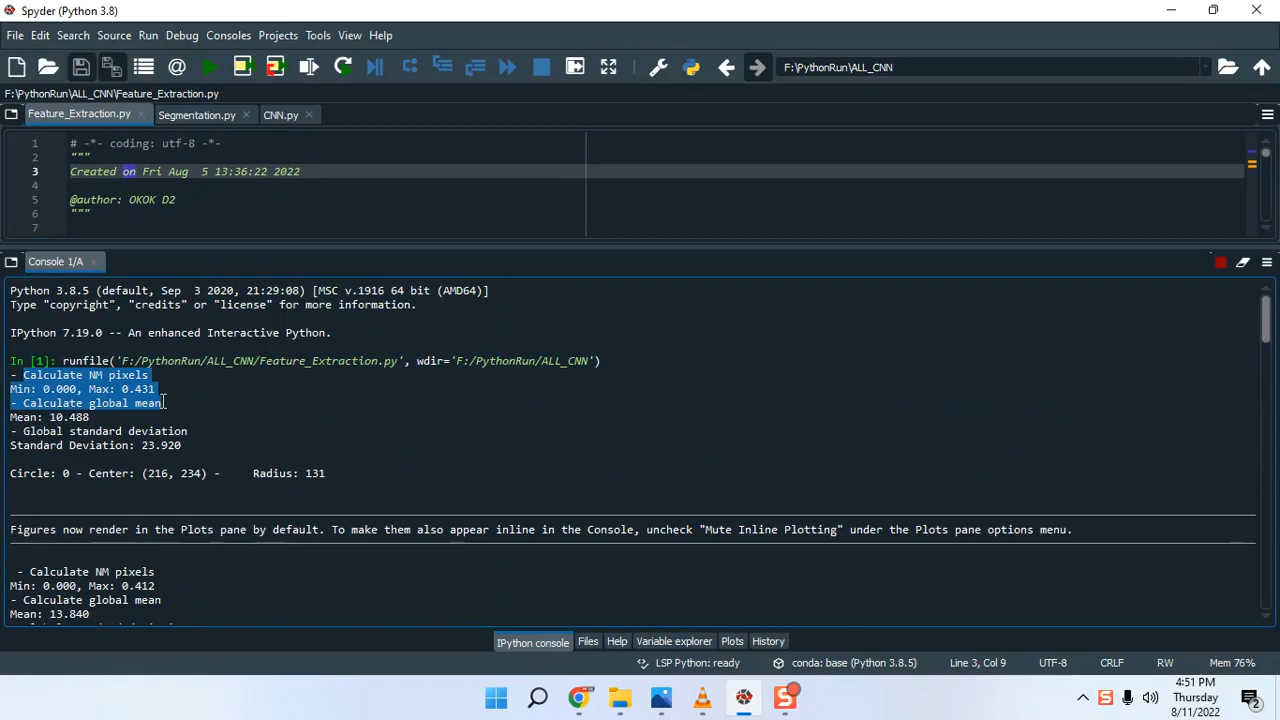 Spyder (Python 3.8)
File Edit Search Source Run Debug Consoles Projects Tools View Help
F:\PythonRun\ALL_CNN
F:\PythonRun\ALL_CNN\Feature_Extraction.py
Feature_Extraction.py Segmentation.py CNN.py
1 # -*- coding: utf-8 -*-
2 """
3 Created on Fri Aug  5 13:36:22 2022
4
5 @author: OKOK D2
6 """
7
Console 1/A
Python 3.8.5 (default, Sep  3 2020, 21:29:08) [MSC v.1916 64 bit (AMD64)]
Type "copyright", "credits" or "license" for more information.
IPython 7.19.0 -- An enhanced Interactive Python.
In [1]: runfile('F:/PythonRun/ALL_CNN/Feature_Extraction.py', wdir='F:/PythonRun/ALL_CNN')
- Calculate NM pixels
Min: 0.000, Max: 0.431
- Calculate global mean
Mean: 10.488
- Global standard deviation
Standard Deviation: 23.920
Circle: 0 - Center: (216, 234) -    Radius: 131
Figures now render in the Plots pane by default. To make them also appear inline in the Console, uncheck "Mute Inline Plotting" under the Plots pane options menu.
- Calculate NM pixels
Min: 0.000, Max: 0.412
- Calculate global mean
Mean: 13.840
IPython console Files Help Variable explorer Plots History
LSP Python: ready conda: base (Python 3.8.5) Line 3, Col 9 UTF-8 CRLF RW Mem 76%
4:51 PM
Thursday
8/11/2022
2